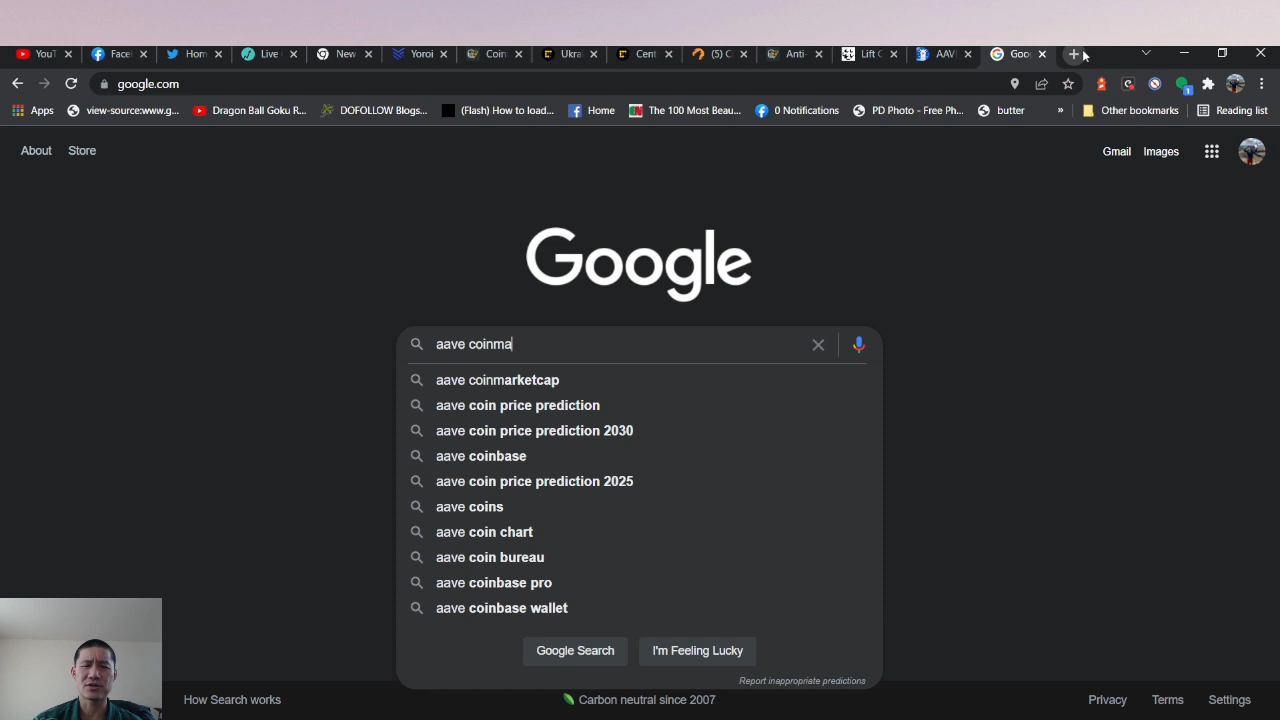 YouT
Facel
Hom
Live
New
Yoroi
Coin
Ukra
Cent
(5) C
Anti-
Lift C
AAVI
Goo
google.com
1
Apps
view-source:www.g...
Dragon Ball Goku R...
DOFOLLOW Blogs...
(Flash) How to load...
Home
The 100 Most Beau...
0 Notifications
PD Photo - Free Ph...
butter
»
Other bookmarks
Reading list
About
Store
Gmail
Images
Google
aave coinma
aave coinmarketcap
aave coin price prediction
aave coin price prediction 2030
aave coinbase
aave coin price prediction 2025
aave coins
aave coin chart
aave coin bureau
aave coinbase pro
aave coinbase wallet
Google Search
I'm Feeling Lucky
Report inappropriate predictions
How Search works
Carbon neutral since 2007
Privacy
Terms
Settings